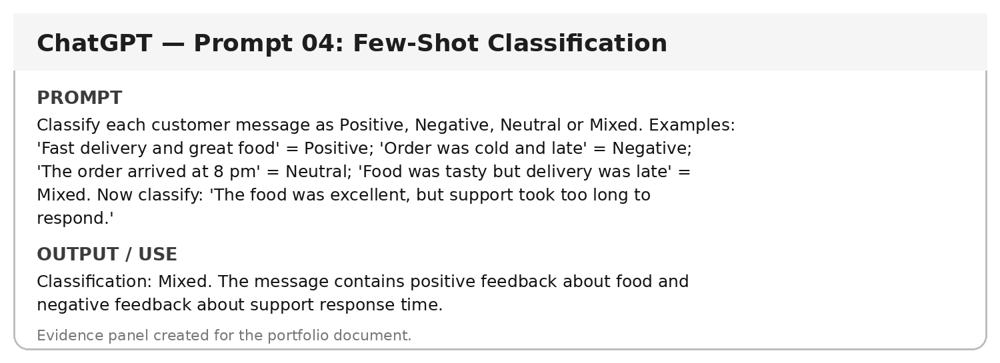 ChatGPT — Prompt 04: Few-Shot Classification
PROMPT
Classify each customer message as Positive, Negative, Neutral or Mixed. Examples:
'Fast delivery and great food' = Positive; 'Order was cold and late' = Negative;
'The order arrived at 8 pm' = Neutral; 'Food was tasty but delivery was late' =
Mixed. Now classify: 'The food was excellent, but support took too long to
respond.'
OUTPUT / USE
Classification: Mixed. The message contains positive feedback about food and
negative feedback about support response time.
Evidence panel created for the portfolio document.